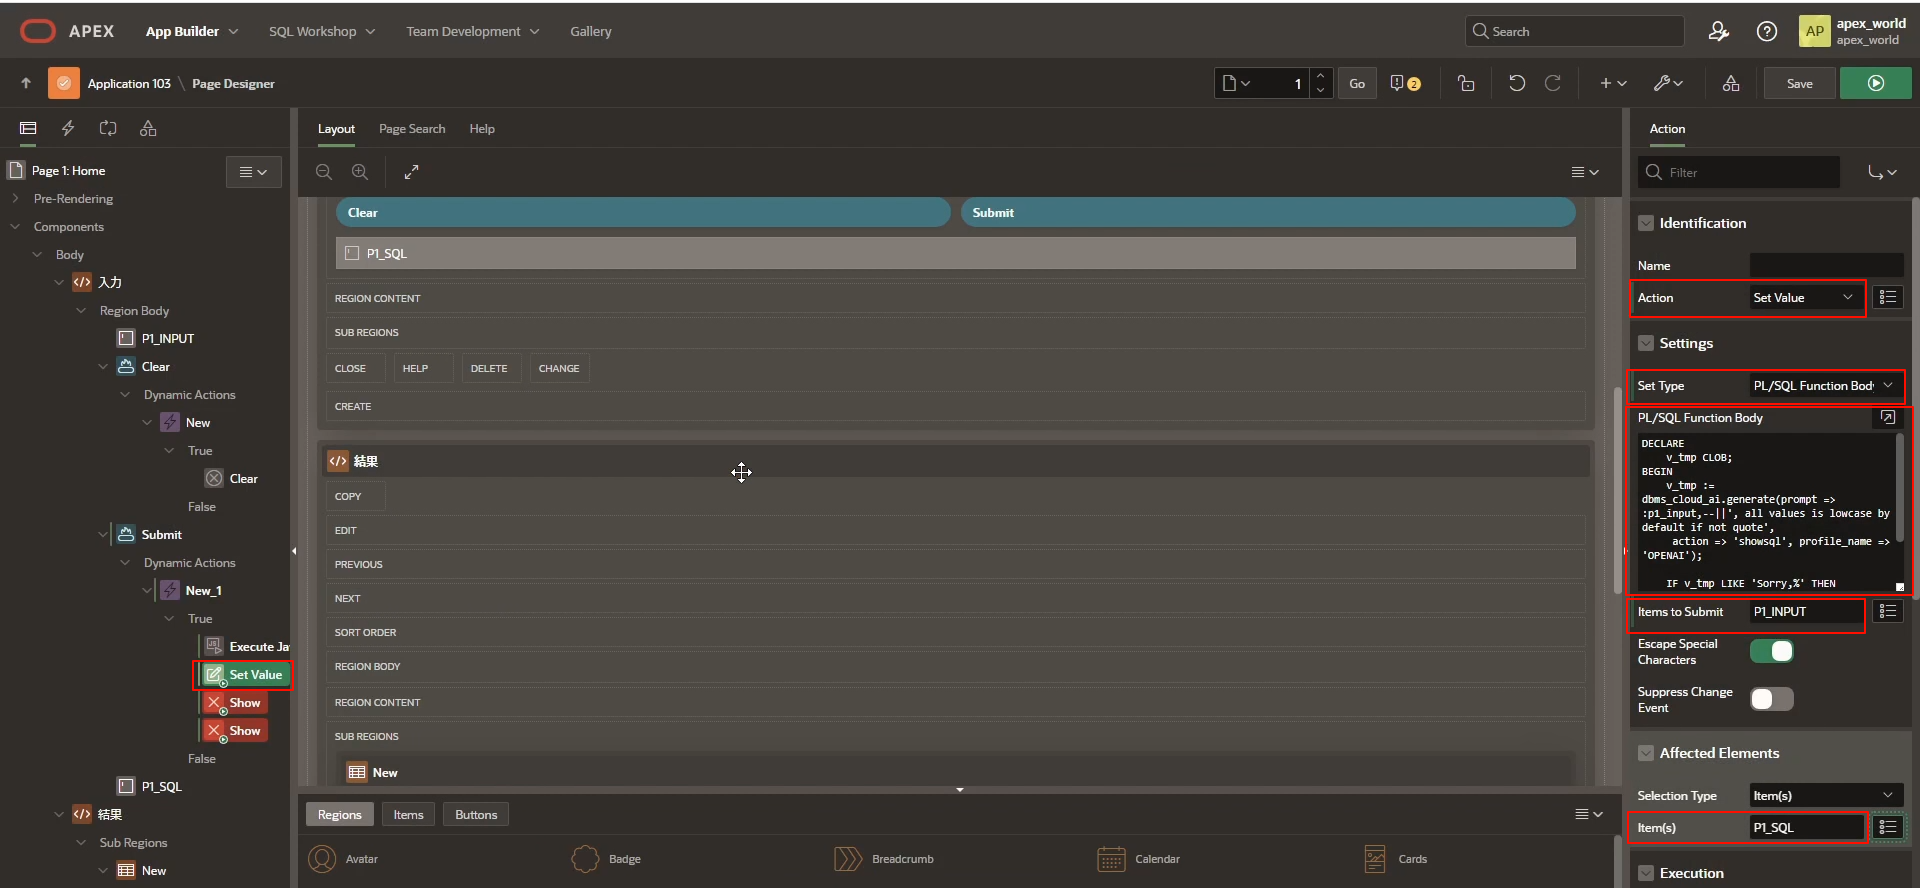 APEX App Builder SQL Workshop Team Development Gallery Search AP apex_world
apex_world
Application 103 \ Page Designer 1 Go 2 Save
Layout Page Search Help Action
Page 1: Home
Filter
Pre-Rendering
Components
Body
入力
Region Body
P1_INPUT
Clear
Dynamic Actions
New
True
Clear
False
Submit
Dynamic Actions
New_1
True
Execute Ja
Set Value
Show
Show
False
P1_SQL
結果
Sub Regions
New
Clear Submit
P1_SQL
REGION CONTENT
SUB REGIONS
CLOSE HELP DELETE CHANGE
CREATE
結果
COPY
EDIT
PREVIOUS
NEXT
SORT ORDER
REGION BODY
REGION CONTENT
SUB REGIONS
New
Regions Items Buttons
Avatar Badge Breadcrumb Calendar Cards
Identification
Name
Action Set Value
Settings
Set Type PL/SQL Function Body
PL/SQL Function Body
DECLARE
v_tmp CLOB;
BEGIN
v_tmp :=
dbms_cloud_ai.generate(prompt =>
:p1_input,--||', all values is lowcase by
default if not quote',
action => 'showsql', profile_name =>
'OPENAI');
IF v_tmp LIKE 'Sorry,%' THEN
Items to Submit P1_INPUT
Escape Special
Characters
Suppress Change
Event
Affected Elements
Selection Type Item(s)
Item(s) P1_SQL
Execution